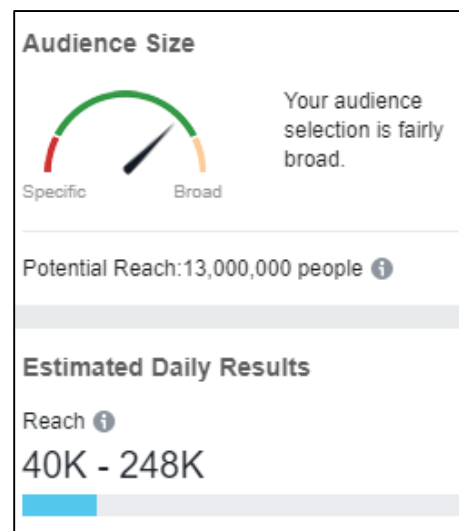 Audience Size
Your audience
selection is fairly
broad.
Specific
Broad
Potential Reach:13,000,000 people
Estimated Daily Results
Reach
40K - 248K